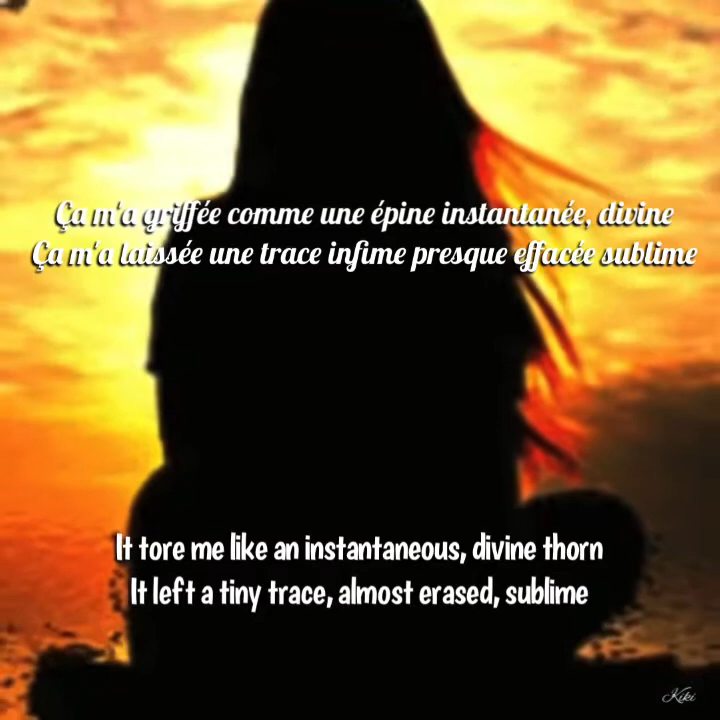 Ça m'a griffée comme une épine instantanée, divine
Ça m'a laissée une trace infime presque effacée sublime
It tore me like an instantaneous, divine thorn
It left a tiny trace, almost erased, sublime
Kiki